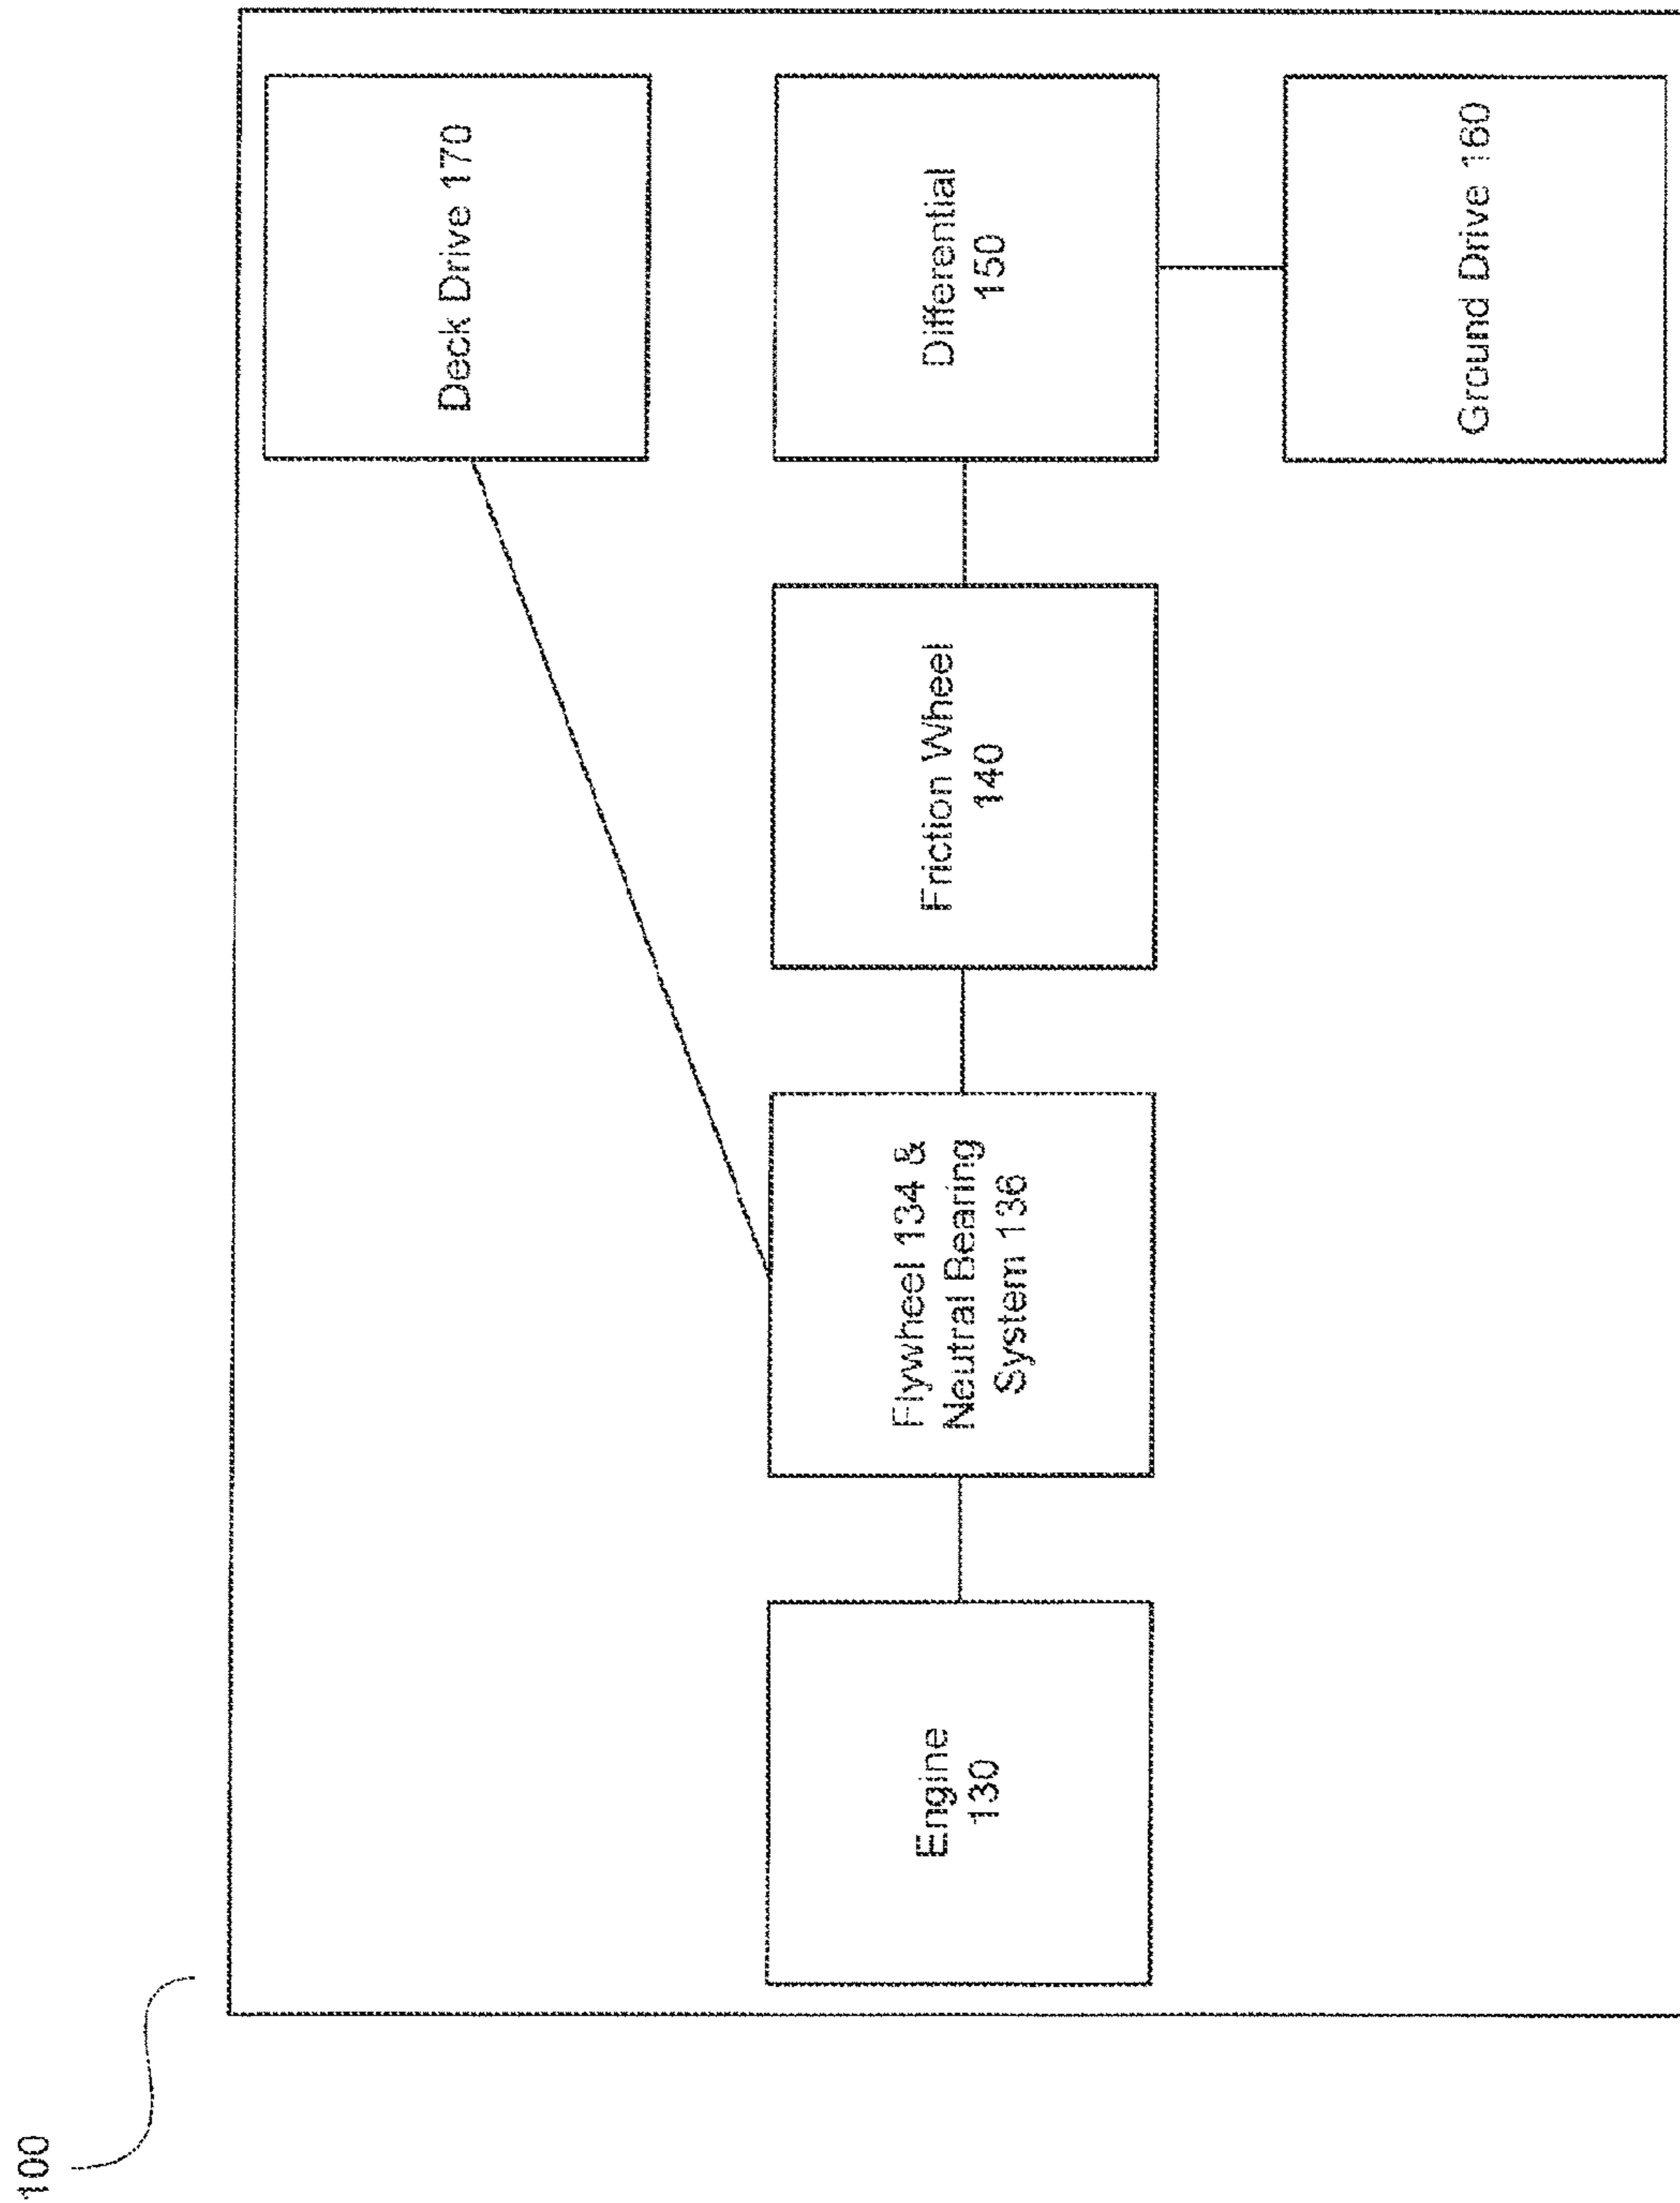 100
Engine
130
Flywheel 134 &
Neutral Bearing
System 136
Friction Wheel
140
Deck Drive 170
Differential
150
Ground Drive 160